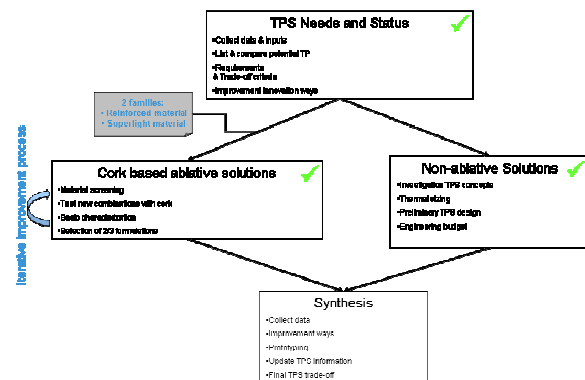 TPS Needs and Status
•Collect data & inputs
•List & compare potential TP
•Requirements
& Trade-off criteria
•Improvement innovation ways
2 families:
• Reinforced material
• Superlight material
Iterative improvement process
Cork based ablative solutions
•Material screening
•Test new combinations with cork
•Basic characterization
•Selection of 2/3 formulations
Non-ablative Solutions
•Investigation TPS concepts
•Thermal sizing
•Preliminary TPS design
•Engineering budget
Synthesis
•Collect data
•Improvement ways
•Prototyping
•Update TPS information
•Final TPS trade-off